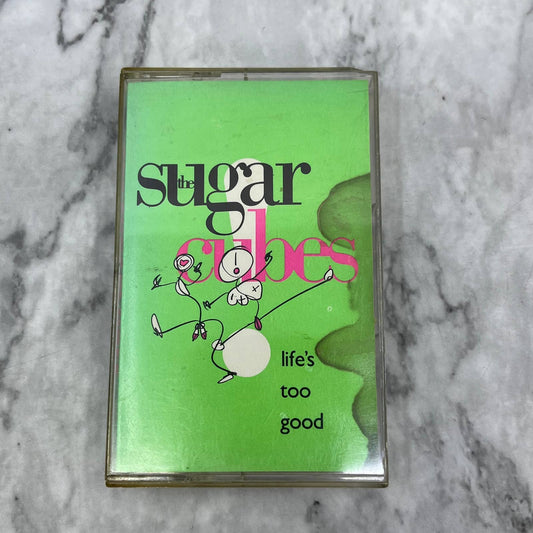 the
sugar
cubes
life's
too
good